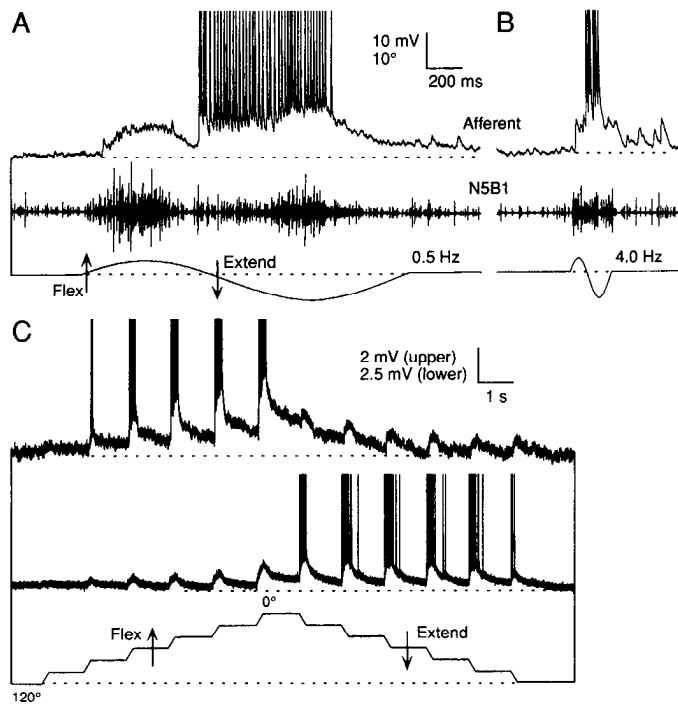 A
10 mV
10°
200 ms
B
Afferent
N5B1
Extend
0.5 Hz
4.0 Hz
Flex
C
2 mV (upper)
2.5 mV (lower)
1 s
0°
Flex
Extend
120°